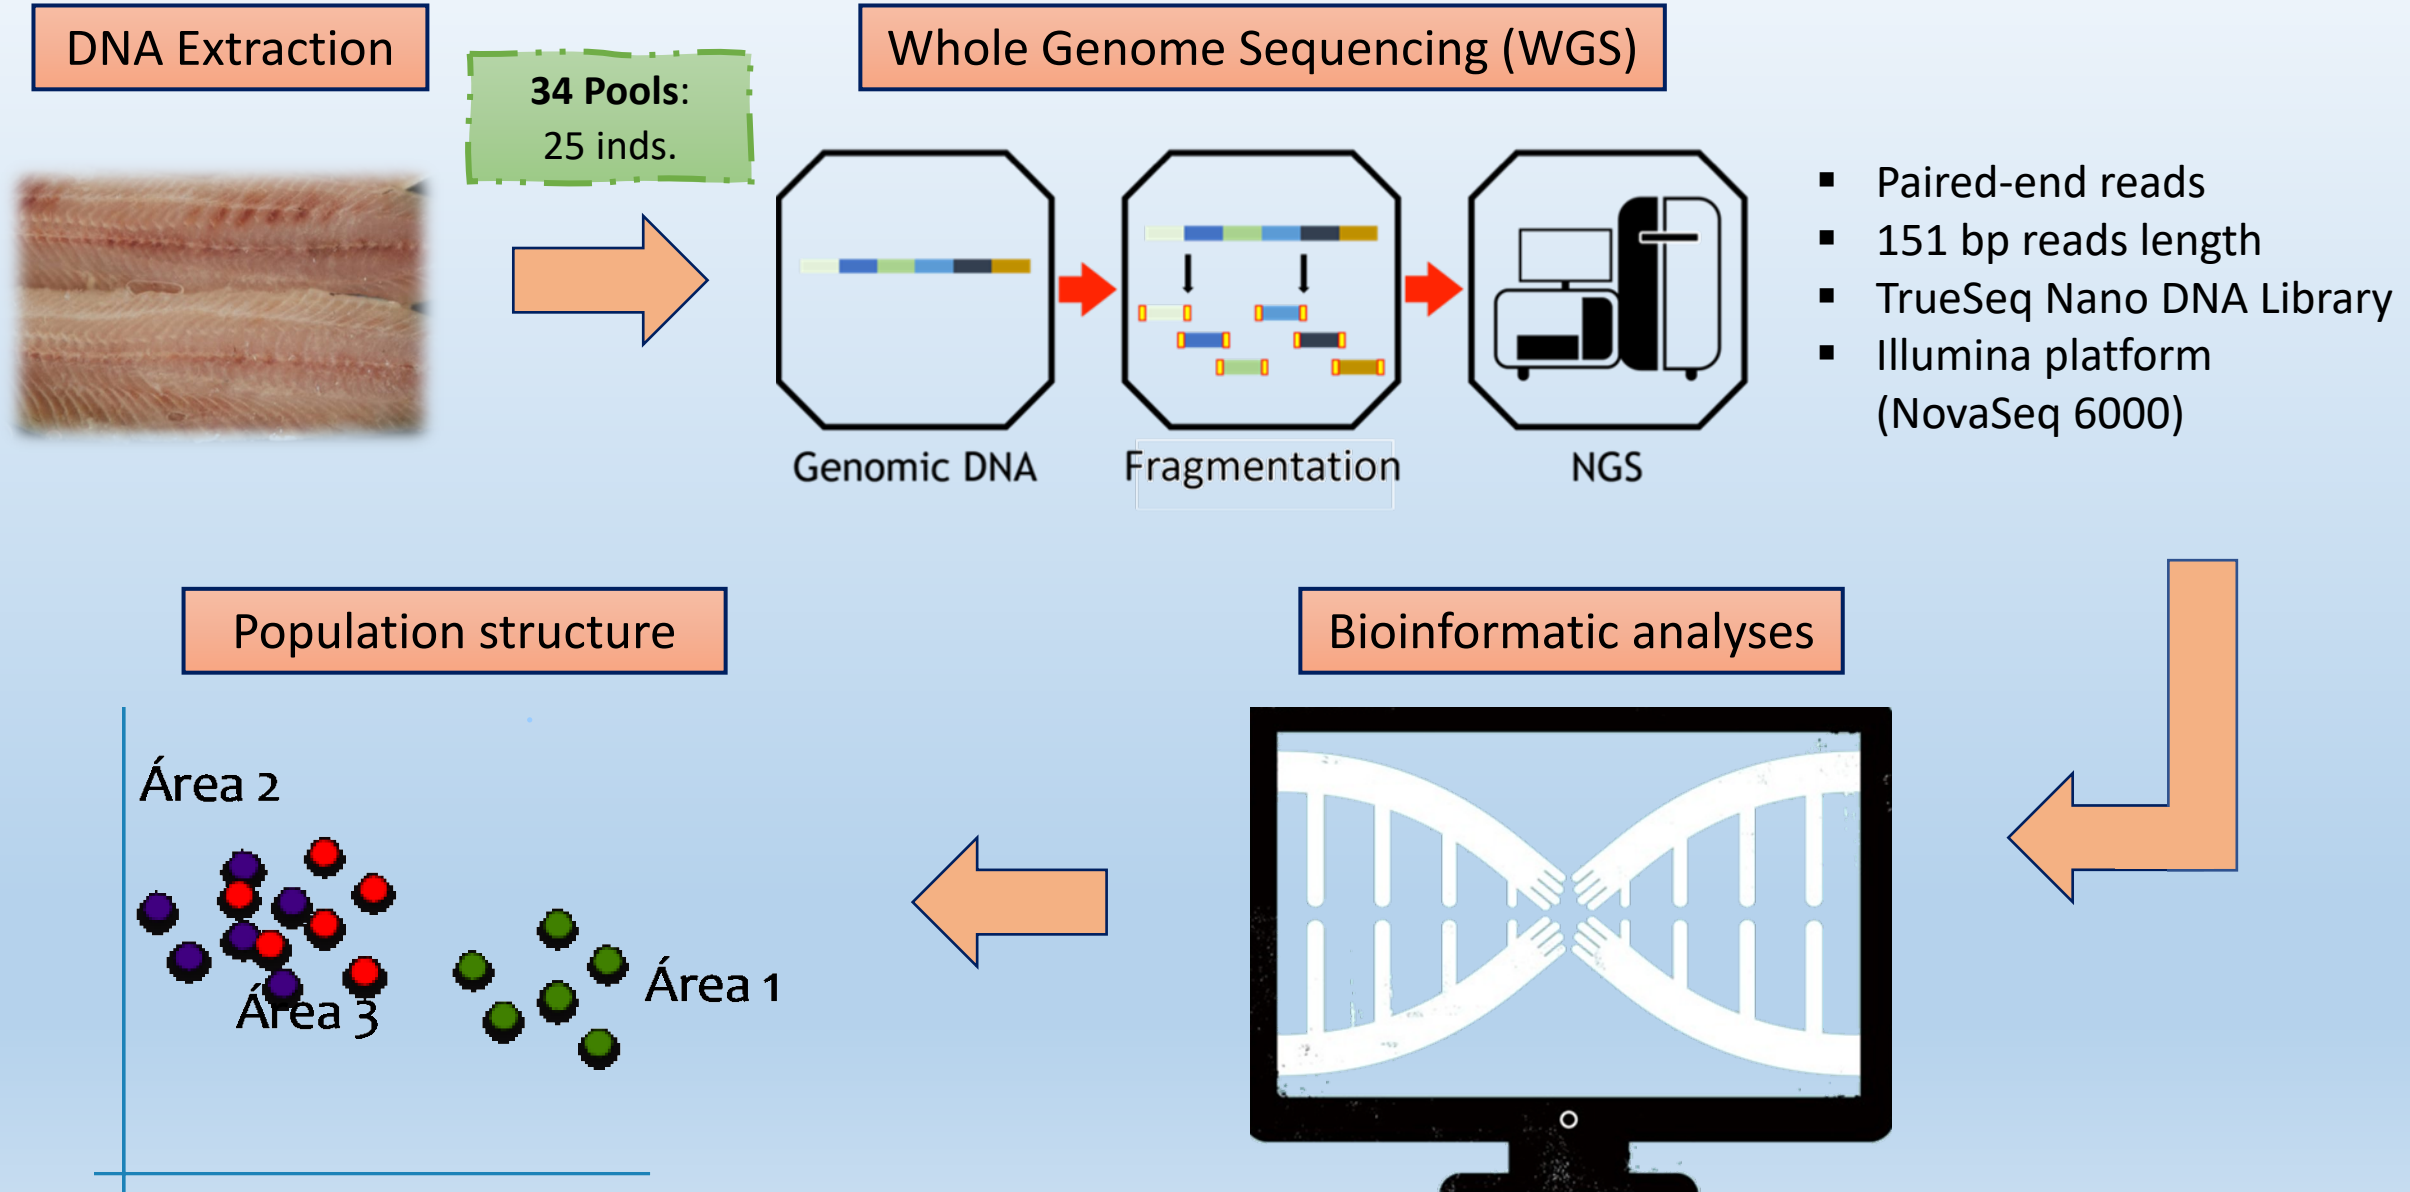 DNA Extraction
34 Pools:
25 inds.
Whole Genome Sequencing (WGS)
Genomic DNA
Fragmentation
NGS
▪ Paired-end reads
▪ 151 bp reads length
▪ TrueSeq Nano DNA Library
▪ Illumina platform
(NovaSeq 6000)
Population structure
Bioinformatic analyses
Área 2
Área 3
Área 1